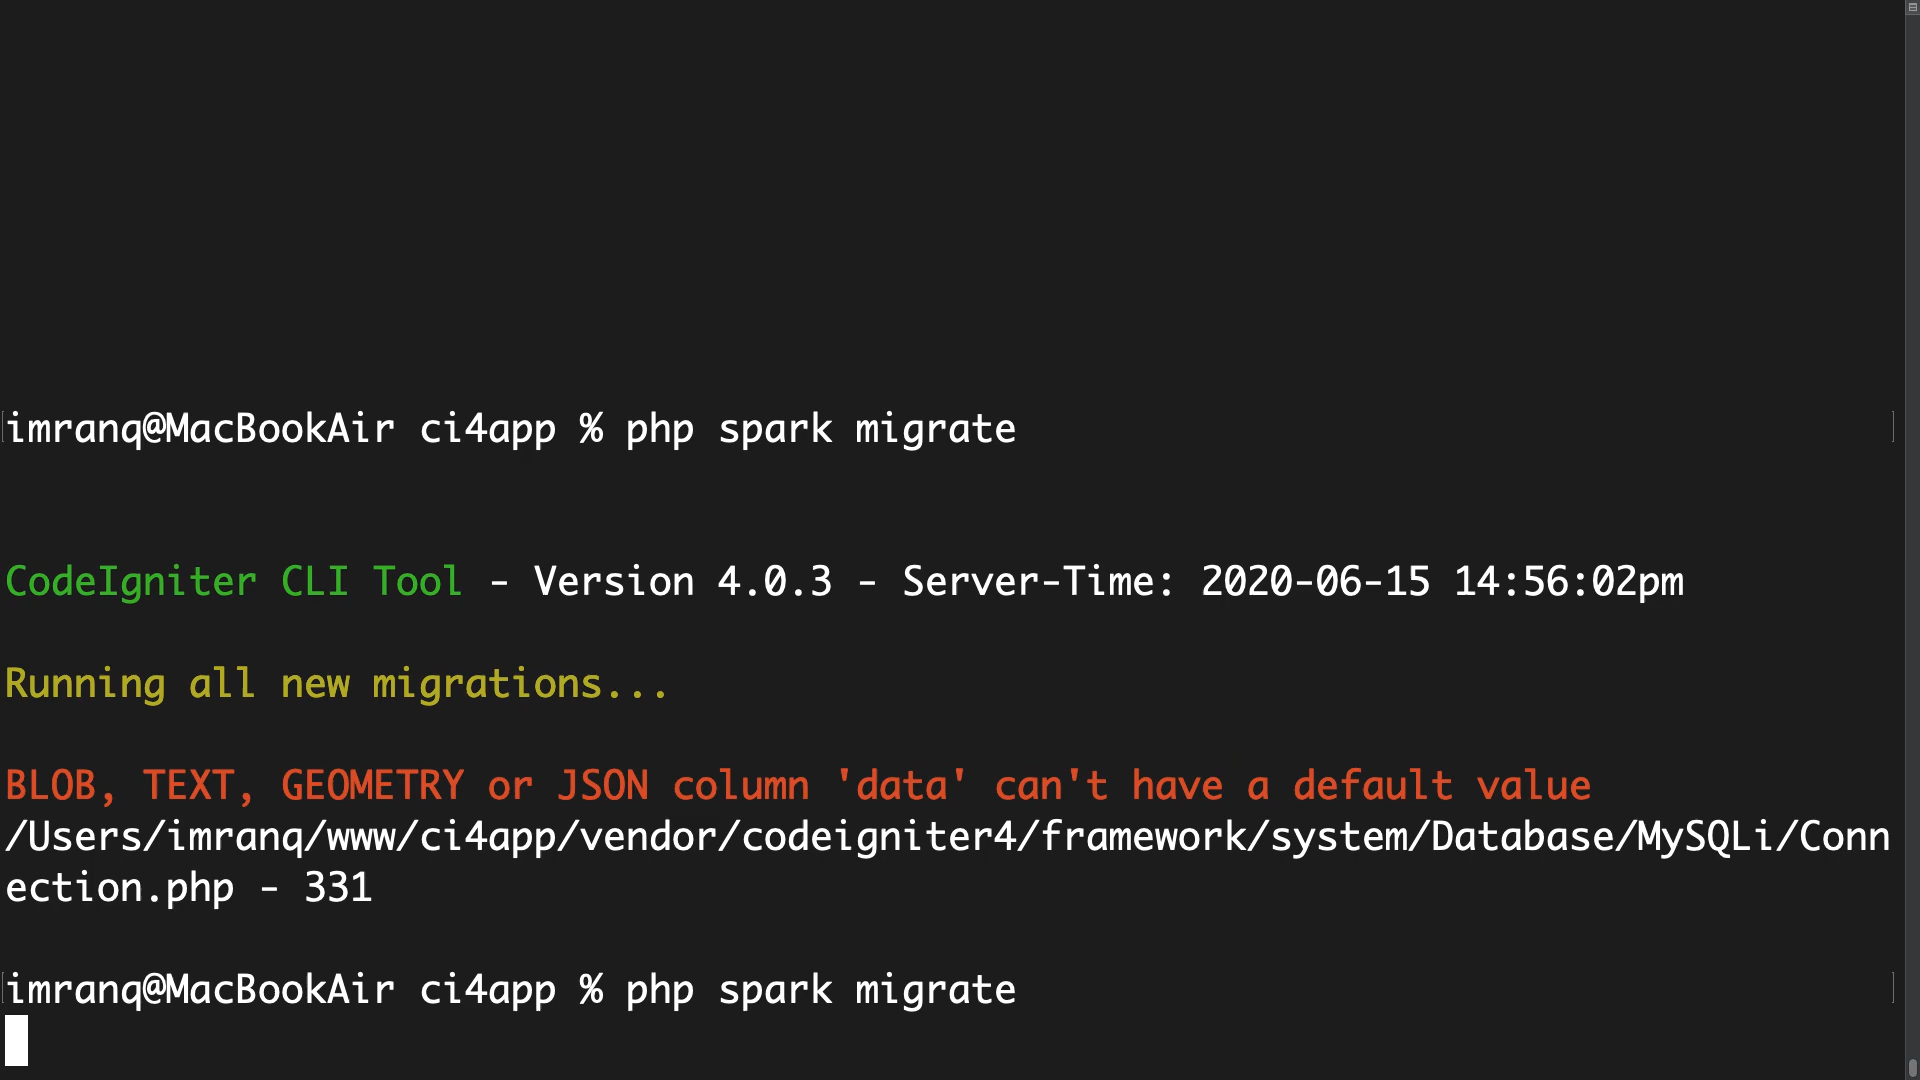 imranq@MacBookAir ci4app % php spark migrate
CodeIgniter CLI Tool - Version 4.0.3 - Server-Time: 2020-06-15 14:56:02pm
Running all new migrations...
BLOB, TEXT, GEOMETRY or JSON column 'data' can't have a default value
/Users/imranq/www/ci4app/vendor/codeigniter4/framework/system/Database/MySQLi/Conn
ection.php - 331
imranq@MacBookAir ci4app % php spark migrate